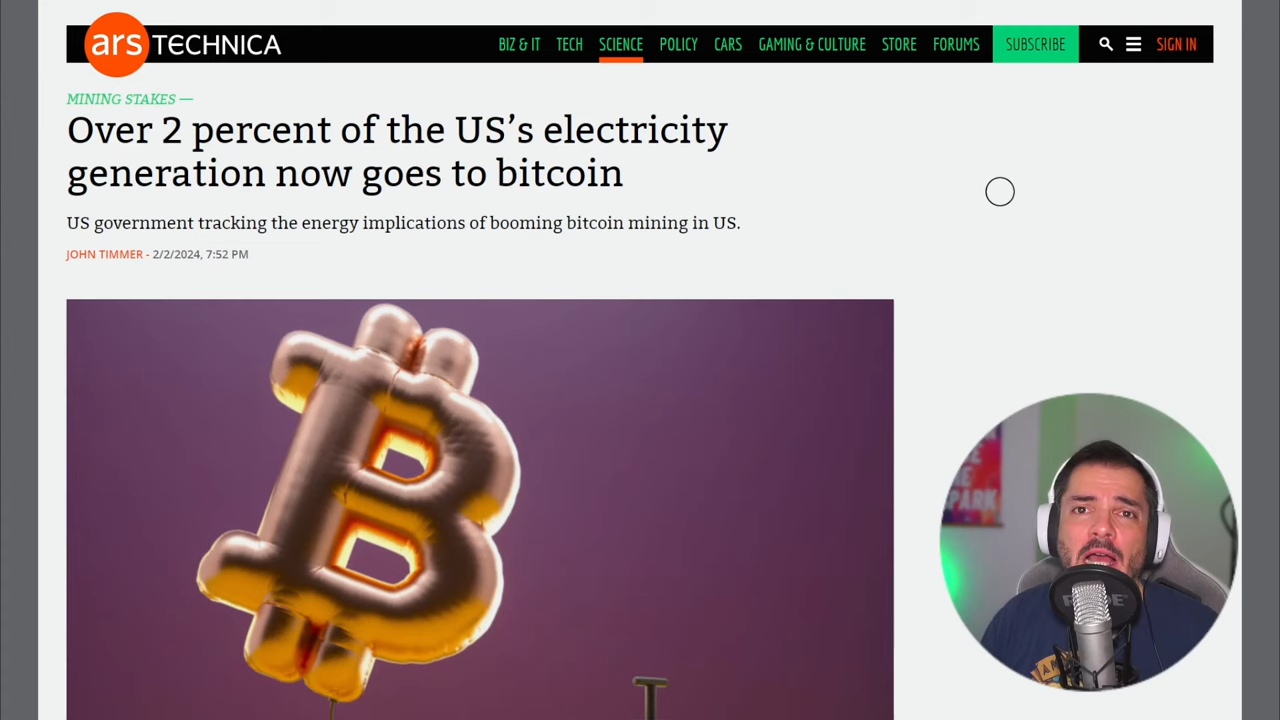 ars TECHNICA
BIZ & IT TECH SCIENCE POLICY CARS GAMING & CULTURE STORE FORUMS SUBSCRIBE SIGN IN
MINING STAKES —
Over 2 percent of the US’s electricity
generation now goes to bitcoin
US government tracking the energy implications of booming bitcoin mining in US.
JOHN TIMMER - 2/2/2024, 7:52 PM